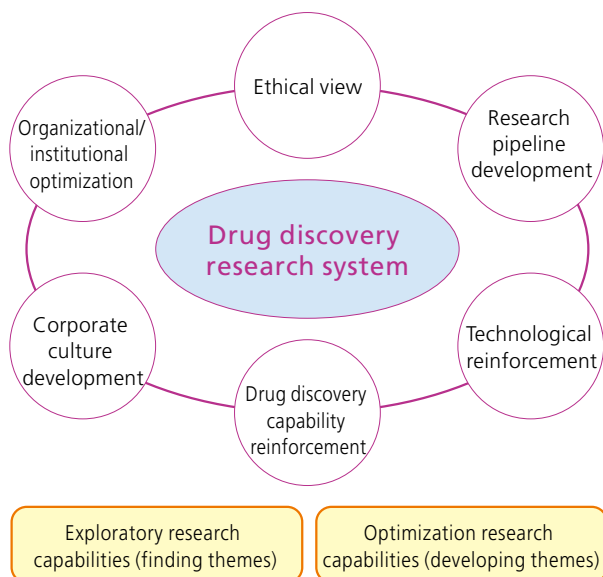 Ethical view
Organizational/
institutional
optimization
Research
pipeline
development
Drug discovery
research system
Corporate
culture
development
Technological
reinforcement
Drug discovery
capability
reinforcement
Exploratory research
capabilities (finding themes)
Optimization research
capabilities (developing themes)